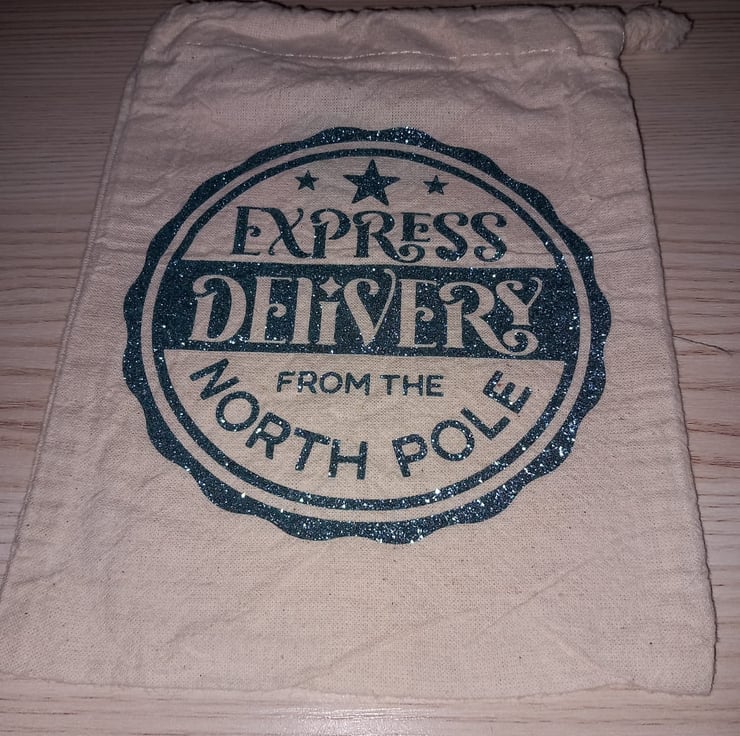 EXPRESS
DELiVERY
FROM THE
NORTH POLE